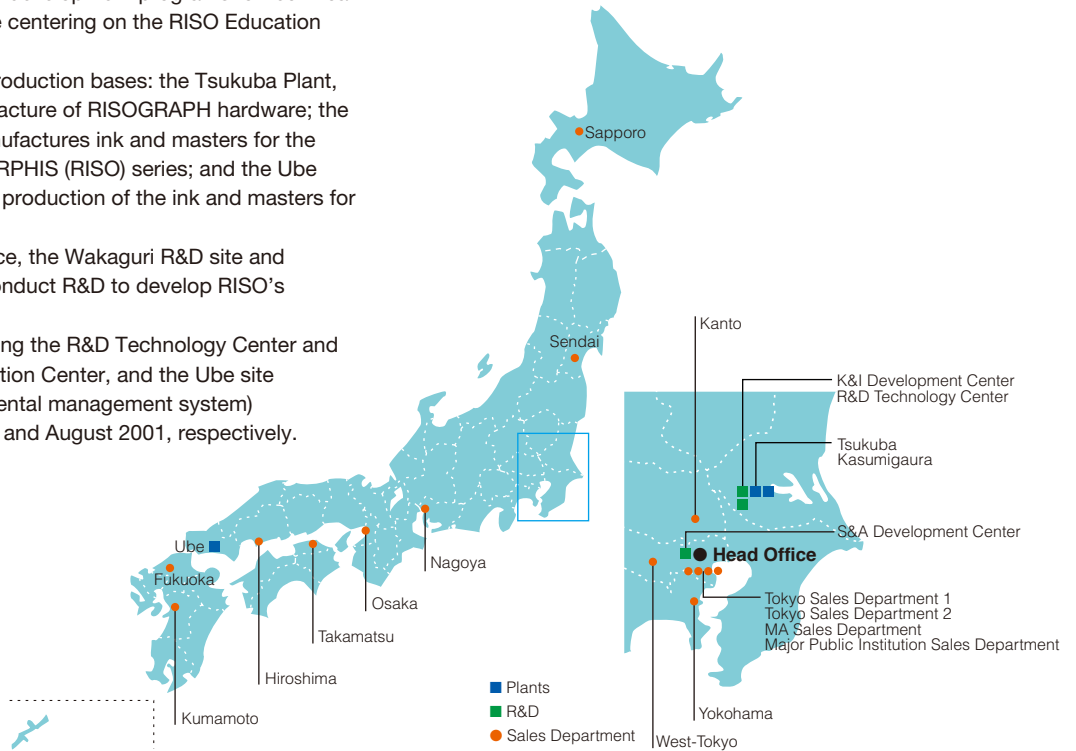 e centering on the RISO Education
roduction bases: the Tsukuba Plant,
acture of RISOGRAPH hardware; the
nufactures ink and masters for the
RPHIS (RISO) series; and the Ube
production of the ink and masters for
ce, the Wakaguri R&D site and
onduct R&D to develop RISO's
ng the R&D Technology Center and
tion Center, and the Ube site
ental management system)
and August 2001, respectively.
Sapporo
Sendai
Kanto
K&I Development Center
R&D Technology Center
Tsukuba
Kasumigaura
S&A Development Center
Head Office
Ube
Fukuoka
Nagoya
Osaka
Takamatsu
Hiroshima
Kumamoto
Tokyo Sales Department 1
Tokyo Sales Department 2
MA Sales Department
Major Public Institution Sales Department
Yokohama
West-Tokyo
Plants
R&D
Sales Department